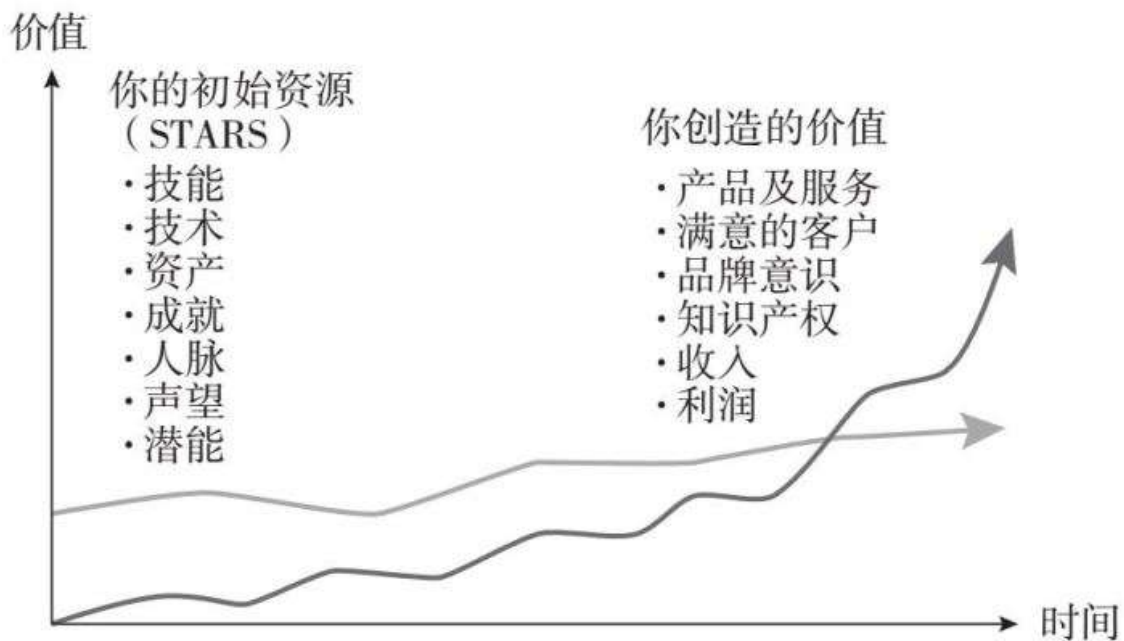 价值
你的初始资源
（STARS）
·技能
·技术
·资产
·成就
·人脉
·声望
·潜能
你创造的价值
·产品及服务
·满意的客户
·品牌意识
·知识产权
·收入
·利润
时间